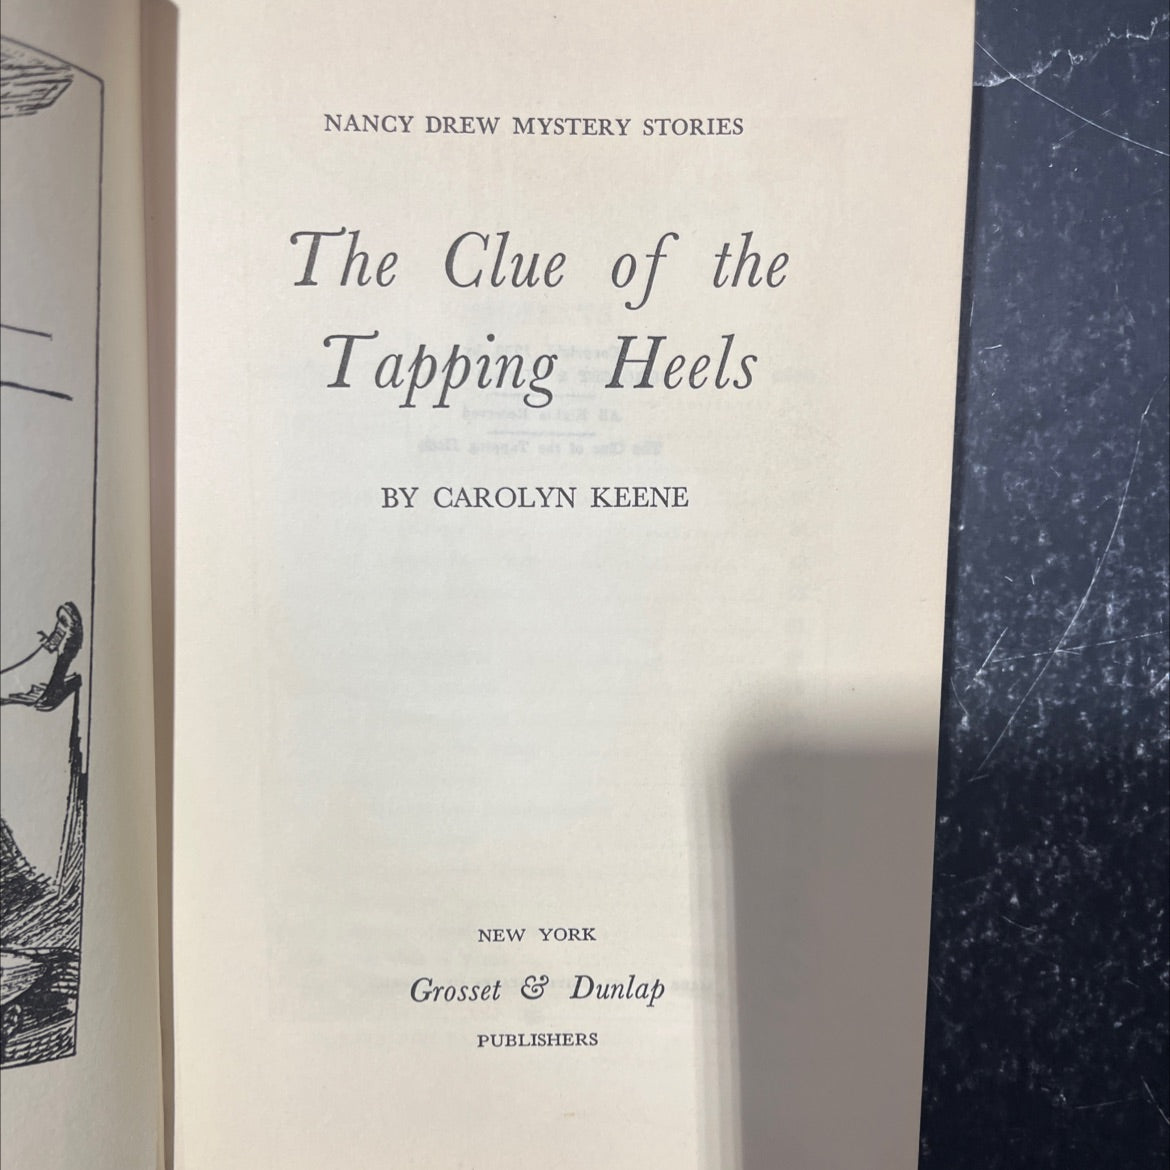 NANCY DREW MYSTERY STORIES
The Clue of the
Tapping Heels
BY CAROLYN KEENE
NEW YORK
Grosset & Dunlap
PUBLISHERS